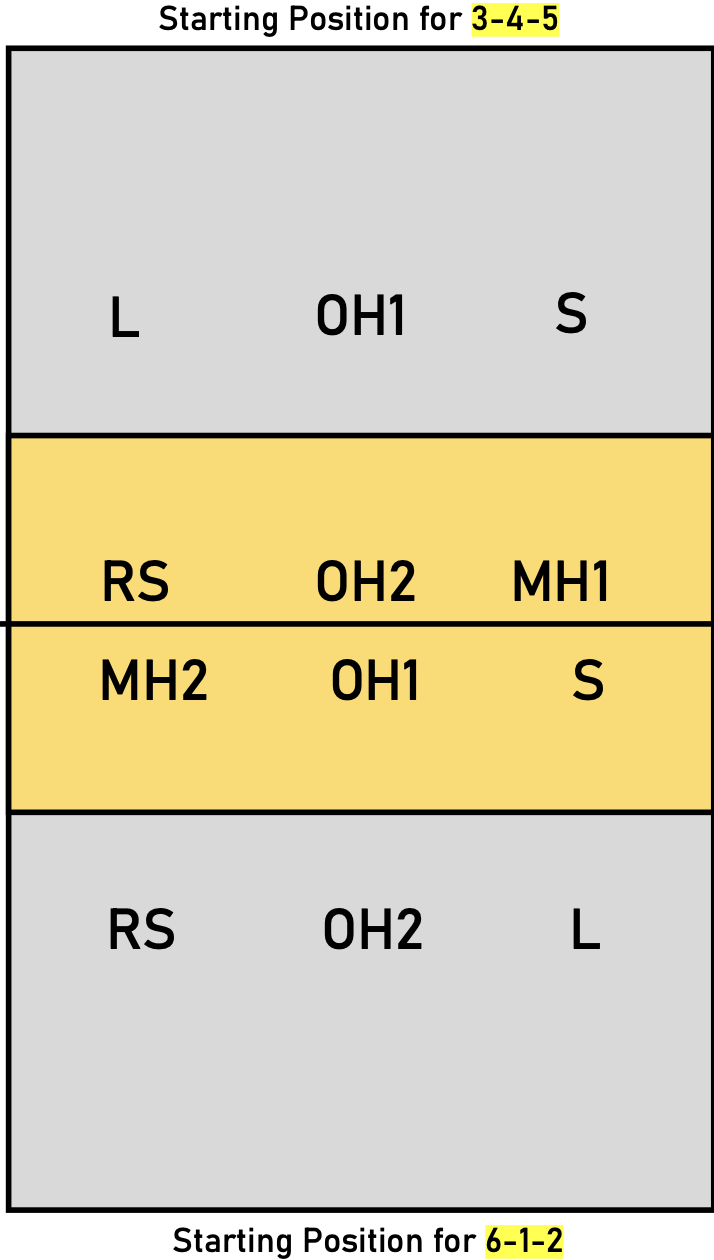 Starting Position for 3-4-5
L OH1 S
RS OH2 MH1
MH2 OH1 S
RS OH2 L
Starting Position for 6-1-2